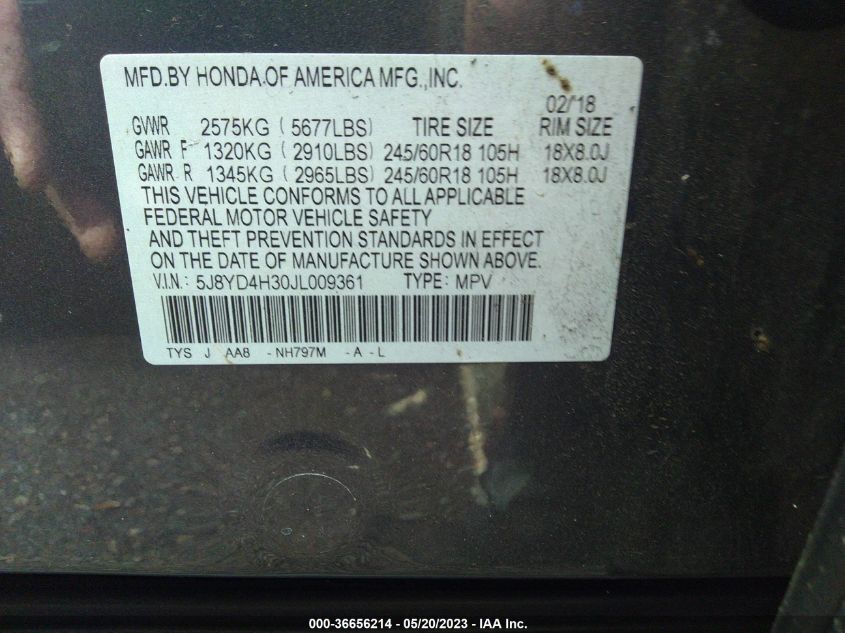 MFD.BY HONDA OF AMERICA MFG.,INC.
02/18
GVWR 2575KG (5677LBS) TIRE SIZE RIM SIZE
GAWR F 1320KG (2910LBS) 245/60R18 105H 18X8.0J
GAWR R 1345KG (2965LBS) 245/60R18 105H 18X8.0J
THIS VEHICLE CONFORMS TO ALL APPLICABLE
FEDERAL MOTOR VEHICLE SAFETY
AND THEFT PREVENTION STANDARDS IN EFFECT
ON THE DATE OF MANUFACTURE SHOWN ABOVE.
V.I.N.: 5J8YD4H30JL009361 TYPE: MPV
TYS J AA8 - NH797M - A - L
000-36656214 - 05/20/2023 - IAA Inc.